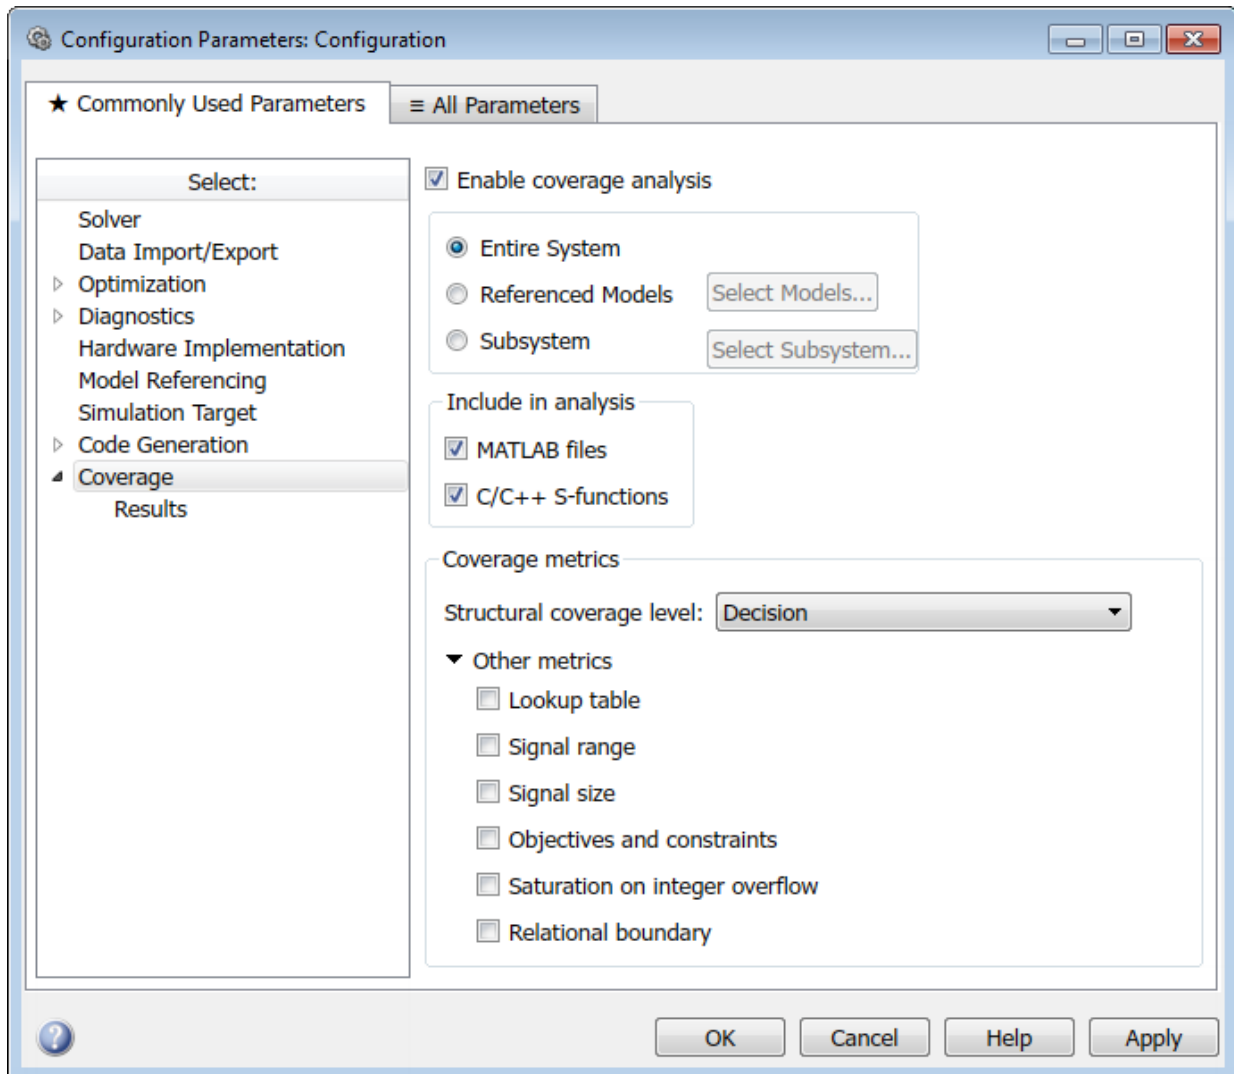 Configuration Parameters: Configuration
★ Commonly Used Parameters
≡ All Parameters
Select:
Solver
Data Import/Export
Optimization
Diagnostics
Hardware Implementation
Model Referencing
Simulation Target
Code Generation
Coverage
Results
Enable coverage analysis
Entire System
Referenced Models Select Models...
Subsystem Select Subsystem...
Include in analysis
MATLAB files
C/C++ S-functions
Coverage metrics
Structural coverage level: Decision
Other metrics
Lookup table
Signal range
Signal size
Objectives and constraints
Saturation on integer overflow
Relational boundary
? OK Cancel Help Apply